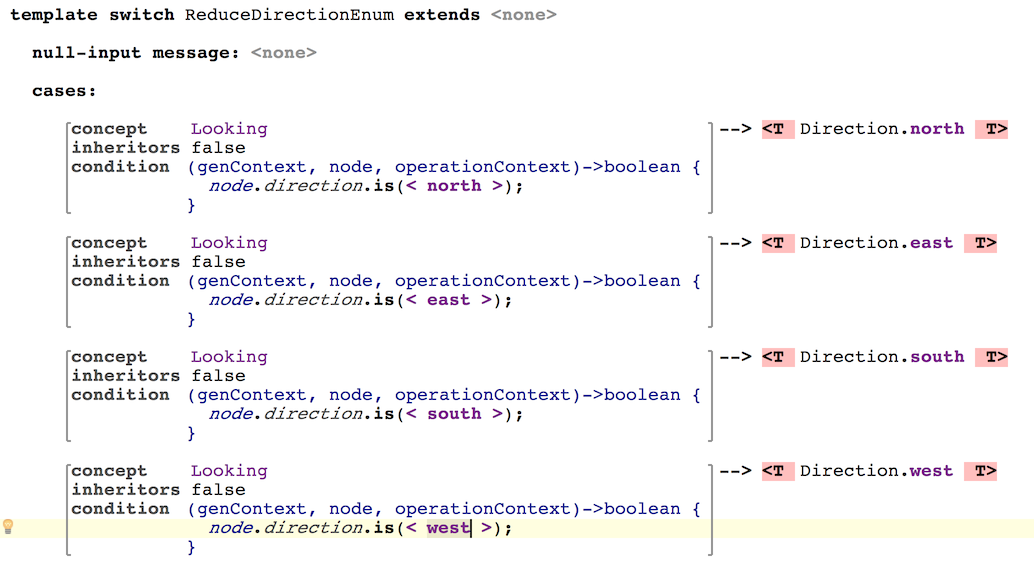 template switch ReduceDirectionEnum extends <none>
null-input message: <none>
cases:
concept Looking --> <T Direction.north T>
inheritors false
condition (genContext, node, operationContext)->boolean {
node.direction.is(< north >);
}
concept Looking --> <T Direction.east T>
inheritors false
condition (genContext, node, operationContext)->boolean {
node.direction.is(< east >);
}
concept Looking --> <T Direction.south T>
inheritors false
condition (genContext, node, operationContext)->boolean {
node.direction.is(< south >);
}
concept Looking --> <T Direction.west T>
inheritors false
condition (genContext, node, operationContext)->boolean {
node.direction.is(< west >);
}